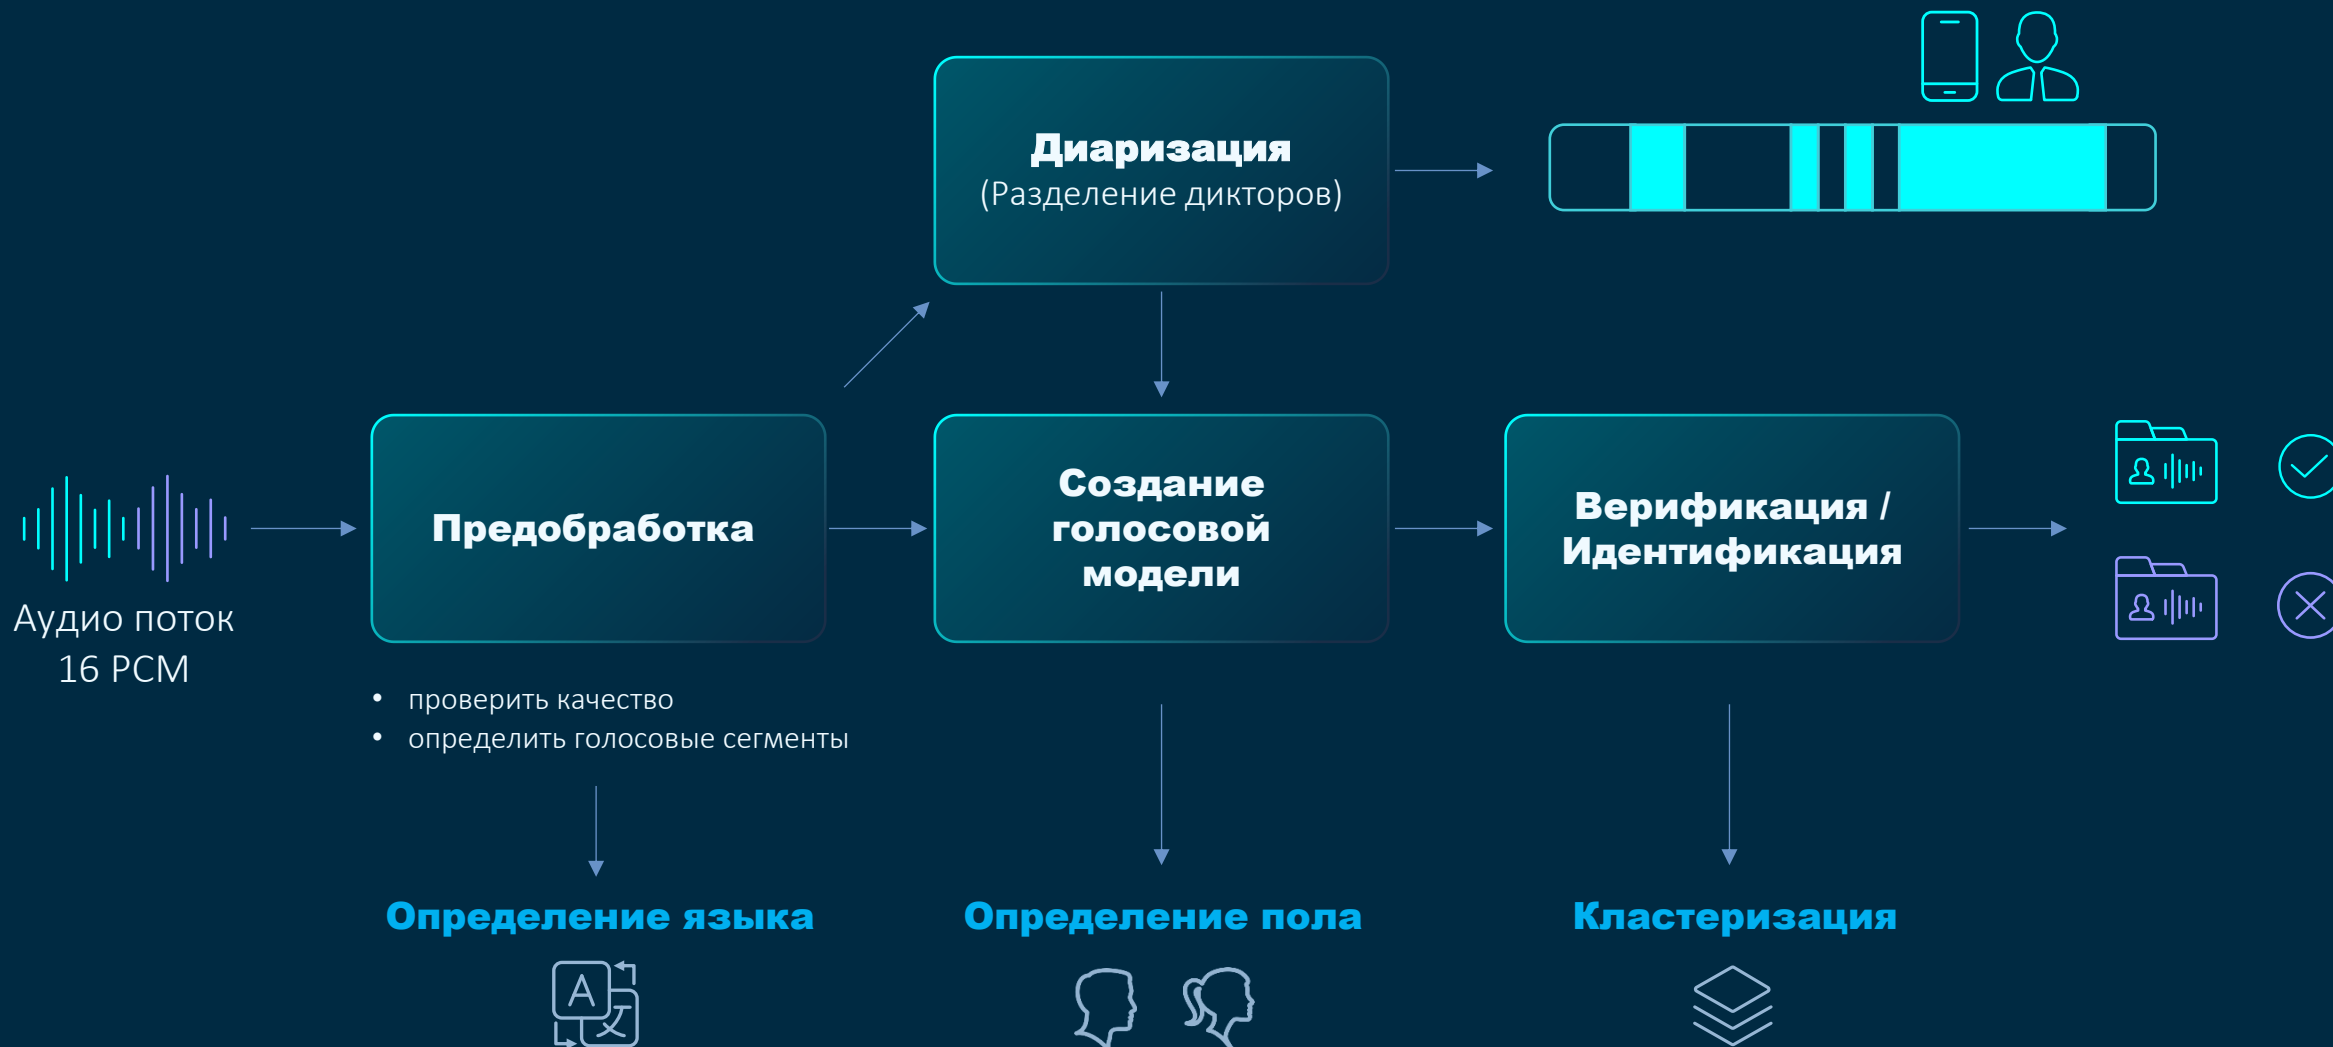 Диаризация
(Разделение дикторов)
Аудио поток
16 PCM
Предобработка
• проверить качество
• определить голосовые сегменты
Создание
голосовой
модели
Верификация /
Идентификация
Определение языка
Определение пола
Кластеризация
A
文